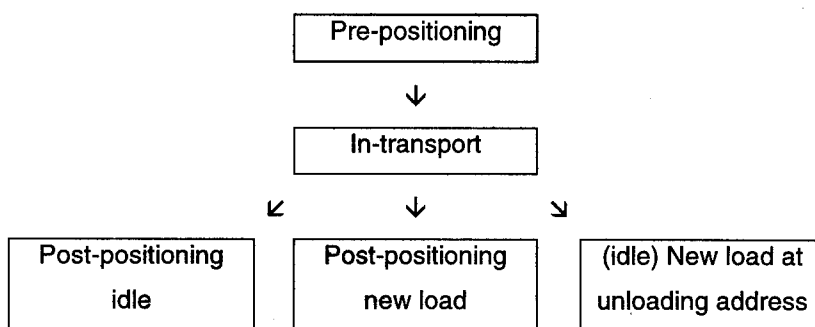 Pre-positioning
In-transport
Post-positioning
idle
Post-positioning
new load
(idle) New load at
unloading address